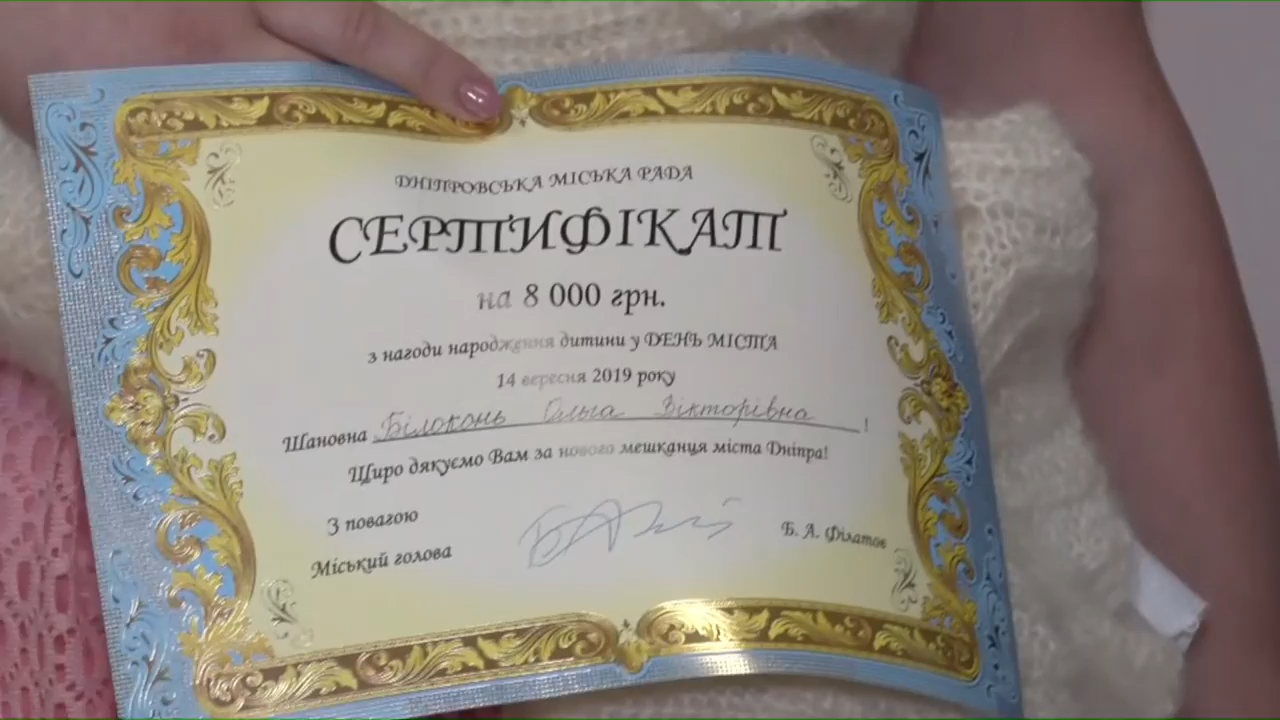 ДНІПРОВСЬКА МІСЬКА РАДА
СЕРТИФІКАТ
на 8 000 грн.
з нагоди народження дитини у ДЕНЬ МІСТА
14 вересня 2019 року
Шановна Білоконь Ольга Вікторівна !
Щиро дякуємо Вам за нового мешканця міста Дніпра!
З повагою
Міський голова Б. А. Філатов